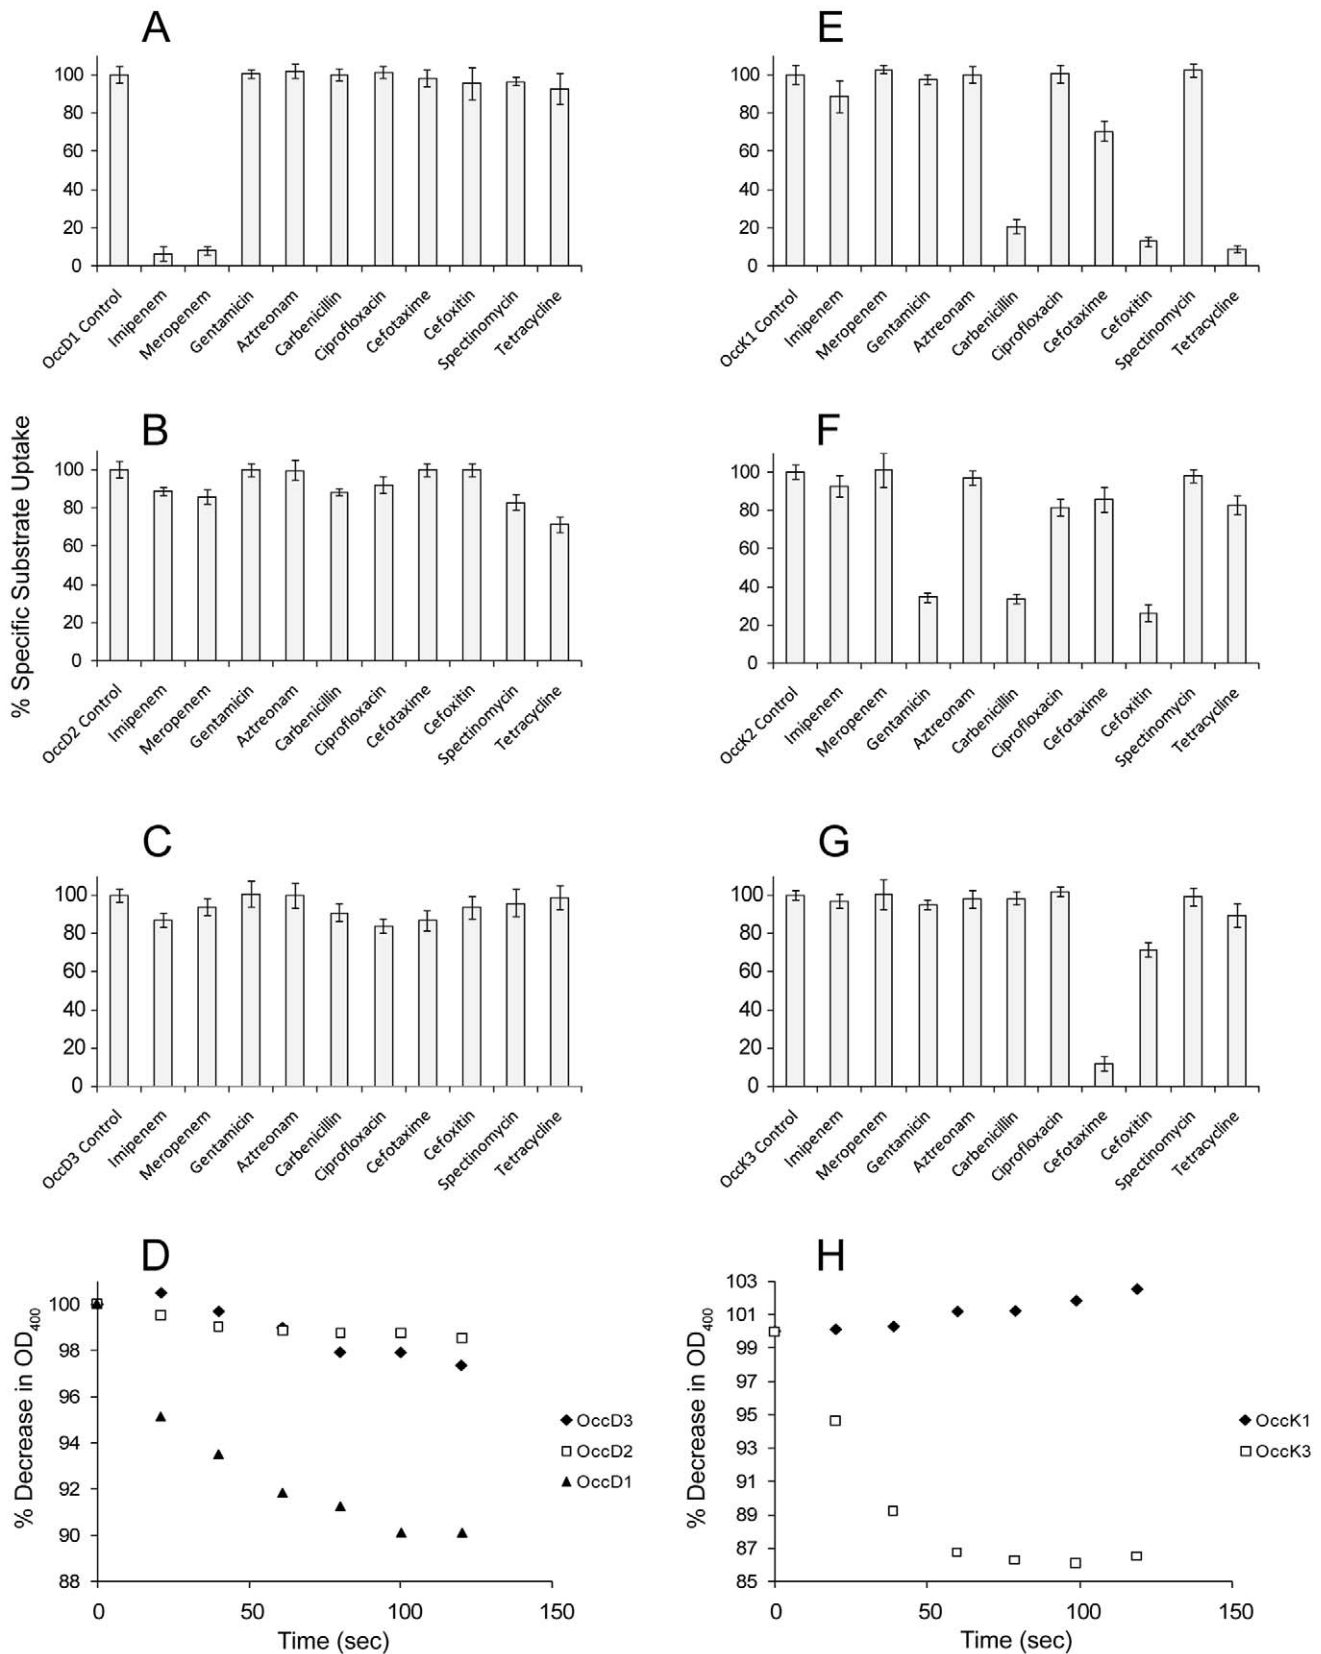 A
100
80
60
40
20
0
OccD1 Control
Imipenem
Meropenem
Gentamicin
Aztreonam
Carbenicillin
Ciprofloxacin
Cefotaxime
Cefoxitin
Spectinomycin
Tetracycline
E
100
80
60
40
20
0
OccK1 Control
Imipenem
Meropenem
Gentamicin
Aztreonam
Carbenicillin
Ciprofloxacin
Cefotaxime
Cefoxitin
Spectinomycin
Tetracycline
% Specific Substrate Uptake
B
100
80
60
40
20
0
OccD2 Control
Imipenem
Meropenem
Gentamicin
Aztreonam
Carbenicillin
Ciprofloxacin
Cefotaxime
Cefoxitin
Spectinomycin
Tetracycline
F
100
80
60
40
20
0
OccK2 Control
Imipenem
Meropenem
Gentamicin
Aztreonam
Carbenicillin
Ciprofloxacin
Cefotaxime
Cefoxitin
Spectinomycin
Tetracycline
C
100
80
60
40
20
0
OccD3 Control
Imipenem
Meropenem
Gentamicin
Aztreonam
Carbenicillin
Ciprofloxacin
Cefotaxime
Cefoxitin
Spectinomycin
Tetracycline
G
100
80
60
40
20
0
OccK3 Control
Imipenem
Meropenem
Gentamicin
Aztreonam
Carbenicillin
Ciprofloxacin
Cefotaxime
Cefoxitin
Spectinomycin
Tetracycline
D
% Decrease in OD400
100
98
96
94
92
90
88
0 50 100 150
Time (sec)
OccD3
OccD2
OccD1
H
% Decrease in OD400
103
101
99
97
95
93
91
89
87
85
0 50 100 150
Time (sec)
OccK1
OccK3